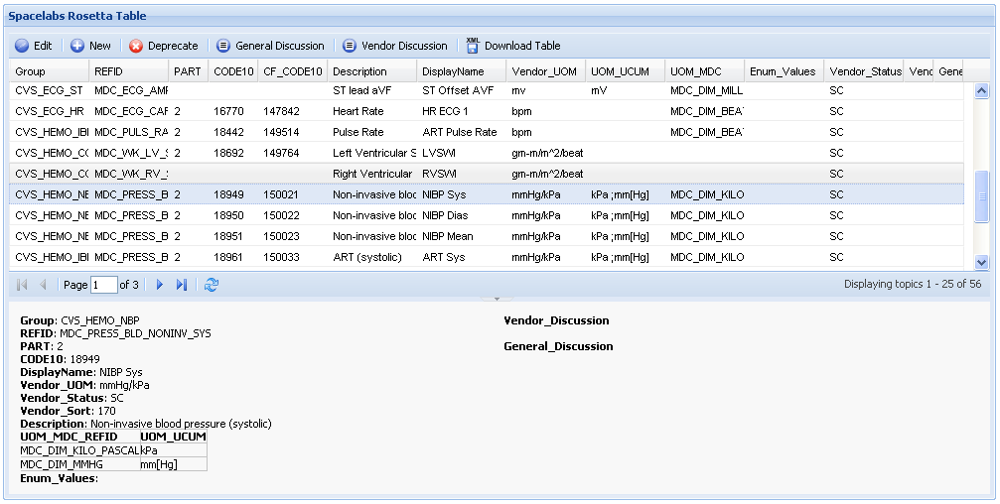 Spacelabs Rosetta Table
Edit New Deprecate General Discussion Vendor Discussion XML Download Table
Group REFID PART CODE10 CF_CODE10 Description DisplayName Vendor_UOM UOM_UCUM UOM_MDC Enum_Values Vendor_Status Vend Gene
CVS_ECG_ST MDC_ECG_AMF ST lead aVF ST Offset AVF mv mV MDC_DIM_MILL SC
CVS_ECG_HR MDC_ECG_CAF 2 16770 147842 Heart Rate HR ECG 1 bpm MDC_DIM_BEA SC
CVS_HEMO_IBI MDC_PULS_RA 2 18442 149514 Pulse Rate ART Pulse Rate bpm MDC_DIM_BEA SC
CVS_HEMO_CC MDC_WK_LV_S 2 18692 149764 Left Ventricular S LVSWI gm-m/m^2/beat SC
CVS_HEMO_CC MDC_WK_RV_S Right Ventricular RVSWI gm-m/m^2/beat SC
CVS_HEMO_NE MDC_PRESS_B 2 18949 150021 Non-invasive bloc NIBP Sys mmHg/kPa kPa ;mm[Hg] MDC_DIM_KILO SC
CVS_HEMO_NE MDC_PRESS_B 2 18950 150022 Non-invasive bloc NIBP Dias mmHg/kPa kPa ;mm[Hg] MDC_DIM_KILO SC
CVS_HEMO_NE MDC_PRESS_B 2 18951 150023 Non-invasive bloc NIBP Mean mmHg/kPa kPa ;mm[Hg] MDC_DIM_KILO SC
CVS_HEMO_IBI MDC_PRESS_B 2 18961 150033 ART (systolic) ART Sys mmHg/kPa kPa ;mm[Hg] MDC_DIM_KILO SC
Page 1 of 3 Displaying topics 1 - 25 of 56
Group: CVS_HEMO_NBP
REFID: MDC_PRESS_BLD_NONINV_SYS
PART: 2
CODE10: 18949
DisplayName: NIBP Sys
Vendor_UOM: mmHg/kPa
Vendor_Status: SC
Vendor_Sort: 170
Description: Non-invasive blood pressure (systolic)
UOM_MDC_REFID UOM_UCUM
MDC_DIM_KILO_PASCAL kPa
MDC_DIM_MMHG mm[Hg]
Enum_Values:
Vendor_Discussion
General_Discussion